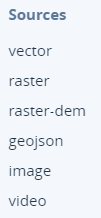 Sources
vector
raster
raster-dem
geojson
image
video